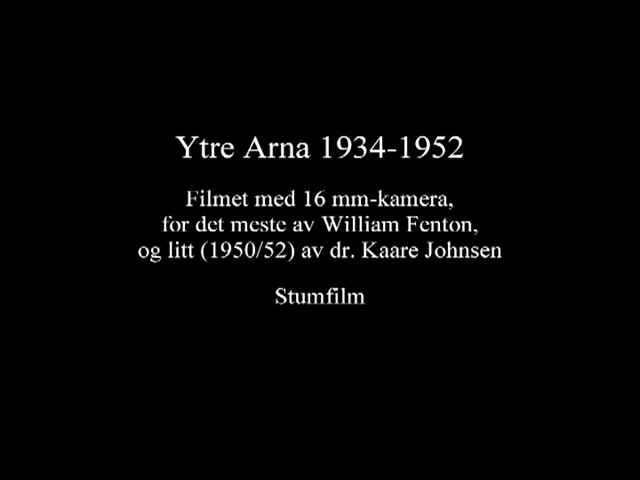 Ytre Arna 1934-1952
Filmet med 16 mm-kamera,
for det meste av William Fenton,
og litt (1950/52) av dr. Kaare Johnsen
Stumfilm